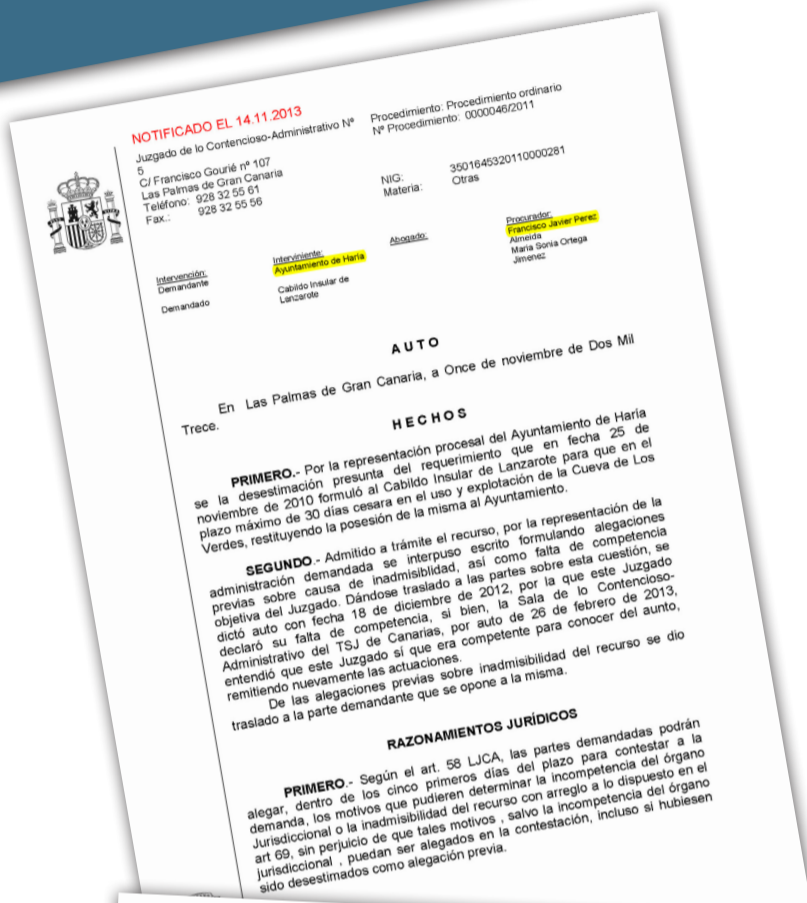 NOTIFICADO EL 14.11.2013
Juzgado de lo Contencioso-Administrativo Nº
5
C/ Francisco Gourié nº 107
Las Palmas de Gran Canaria
Teléfono: 928 32 55 61
Fax.: 928 32 55 56
Procedimiento: Procedimiento ordinario
Nº Procedimiento: 0000046/2011
NIG: 3501645320110000281
Materia: Otras
Intervención: Interviniente: Abogado: Procurador:
Demandante Ayuntamiento de Haria Francisco Javier Perez
Almeida
Demandado Cabildo Insular de Maria Sonia Ortega
Lanzarote Jimenez
A U T O
En Las Palmas de Gran Canaria, a Once de noviembre de Dos Mil
Trece.
H E C H O S
PRIMERO.- Por la representación procesal del Ayuntamiento de Haria
se la desestimación presunta del requerimiento que en fecha 25 de
noviembre de 2010 formuló al Cabildo Insular de Lanzarote para que en el
plazo máximo de 30 días cesara en el uso y explotación de la Cueva de Los
Verdes, restituyendo la posesión de la misma al Ayuntamiento.
SEGUNDO.- Admitido a trámite el recurso, por la representación de la
administración demandada se interpuso escrito formulando alegaciones
previas sobre causa de inadmisiblidad, así como falta de competencia
objetiva del Juzgado. Dándose traslado a las partes sobre esta cuestión, se
dictó auto con fecha 18 de diciembre de 2012, por la que este Juzgado
declaró su falta de competencia, si bien, la Sala de lo Contencioso-
Administrativo del TSJ de Canarias, por auto de 26 de febrero de 2013,
entendió que este Juzgado sí que era competente para conocer del aunto,
remitiendo nuevamente las actuaciones.
De las alegaciones previas sobre inadmisibilidad del recurso se dio
traslado a la parte demandante que se opone a la misma.
RAZONAMIENTOS JURÍDICOS
PRIMERO.- Según el art. 58 LJCA, las partes demandadas podrán
alegar, dentro de los cinco primeros días del plazo para contestar a la
demanda, los motivos que pudieren determinar la incompetencia del órgano
Jurisdiccional o la inadmisibilidad del recurso con arreglo a lo dispuesto en el
art 69, sin perjuicio de que tales motivos , salvo la incompetencia del órgano
jurisdiccional , puedan ser alegados en la contestación, incluso si hubiesen
sido desestimados como alegación previa.